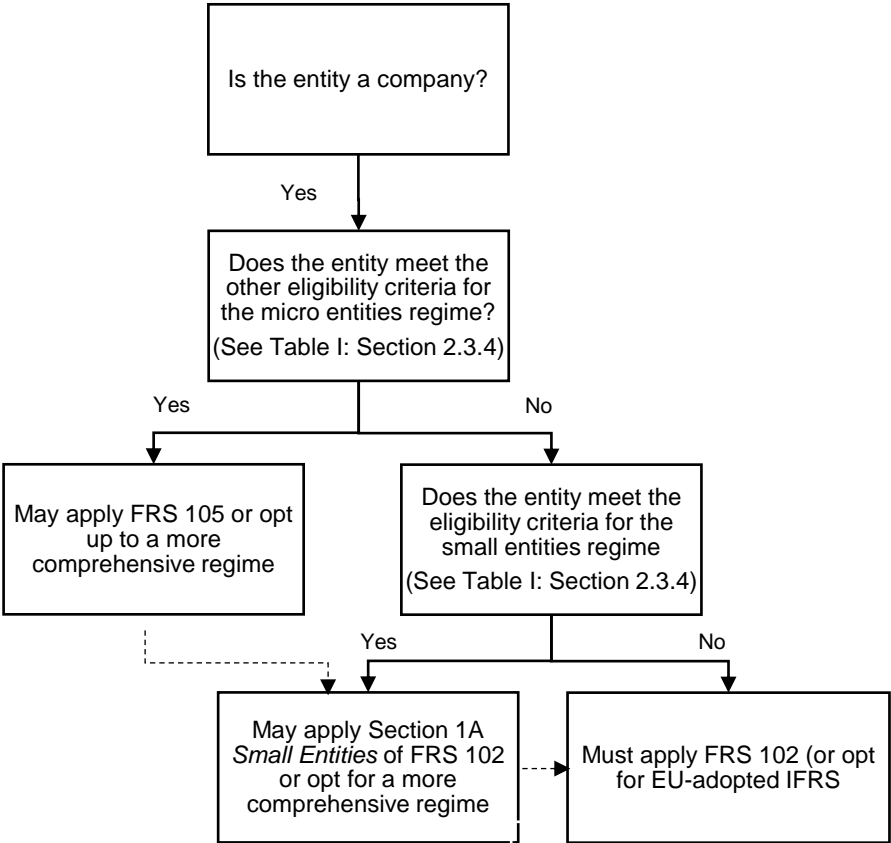 Is the entity a company?
Yes
Does the entity meet the
other eligibility criteria for
the micro entities regime?
(See Table I: Section 2.3.4)
Yes
No
May apply FRS 105 or opt
up to a more
comprehensive regime
Does the entity meet the
eligibility criteria for the
small entities regime
(See Table I: Section 2.3.4)
Yes
No
May apply Section 1A
Small Entities of FRS 102
or opt for a more
comprehensive regime
Must apply FRS 102 (or opt
for EU-adopted IFRS